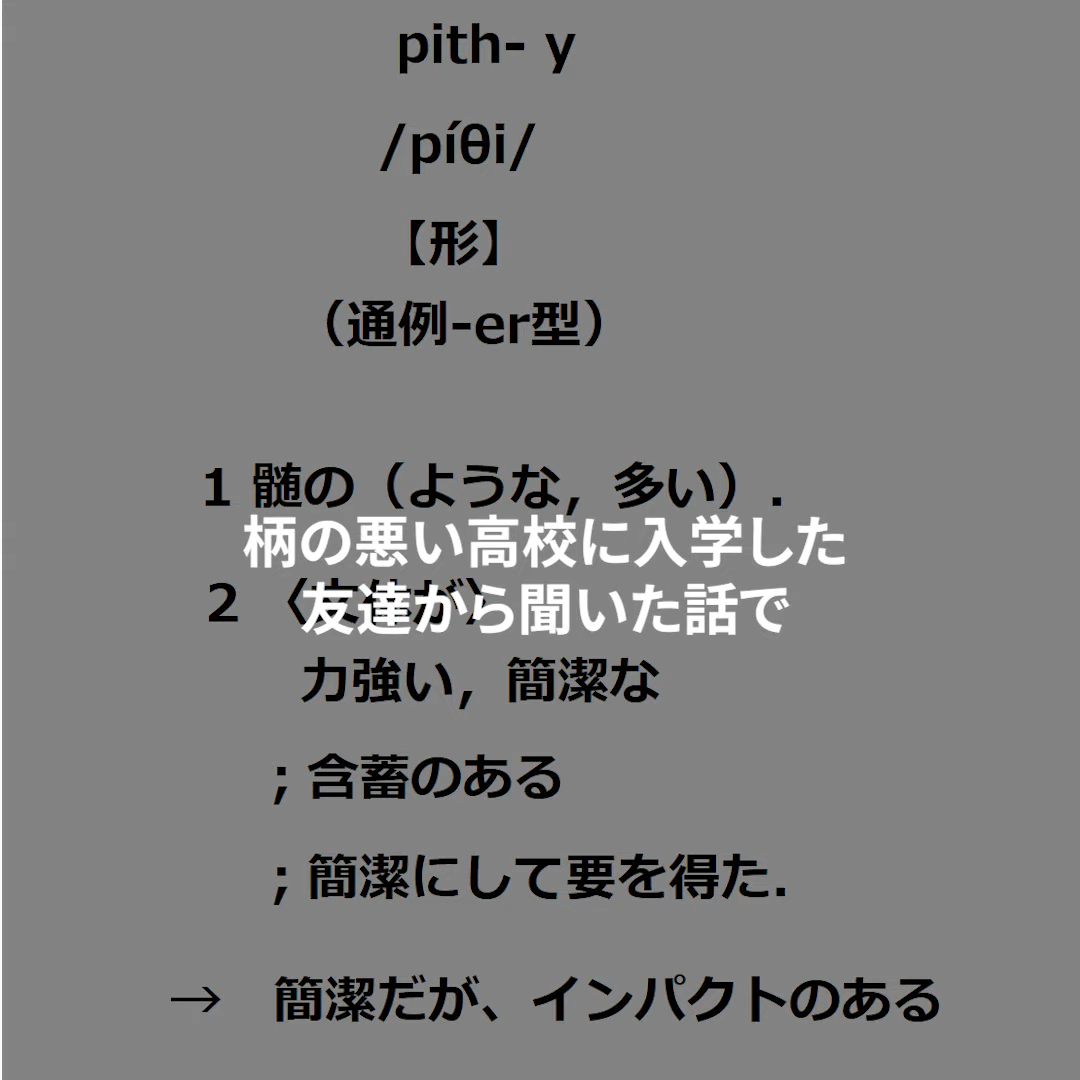 pith- y
/píθi/
【形】
（通例-er型）
1 髄の（ような，多い）.
柄の悪い高校に入学した
2 〈文体が〉
友達から聞いた話で
力強い，簡潔な
; 含蓄のある
; 簡潔にして要を得た.
→ 簡潔だが、インパクトのある